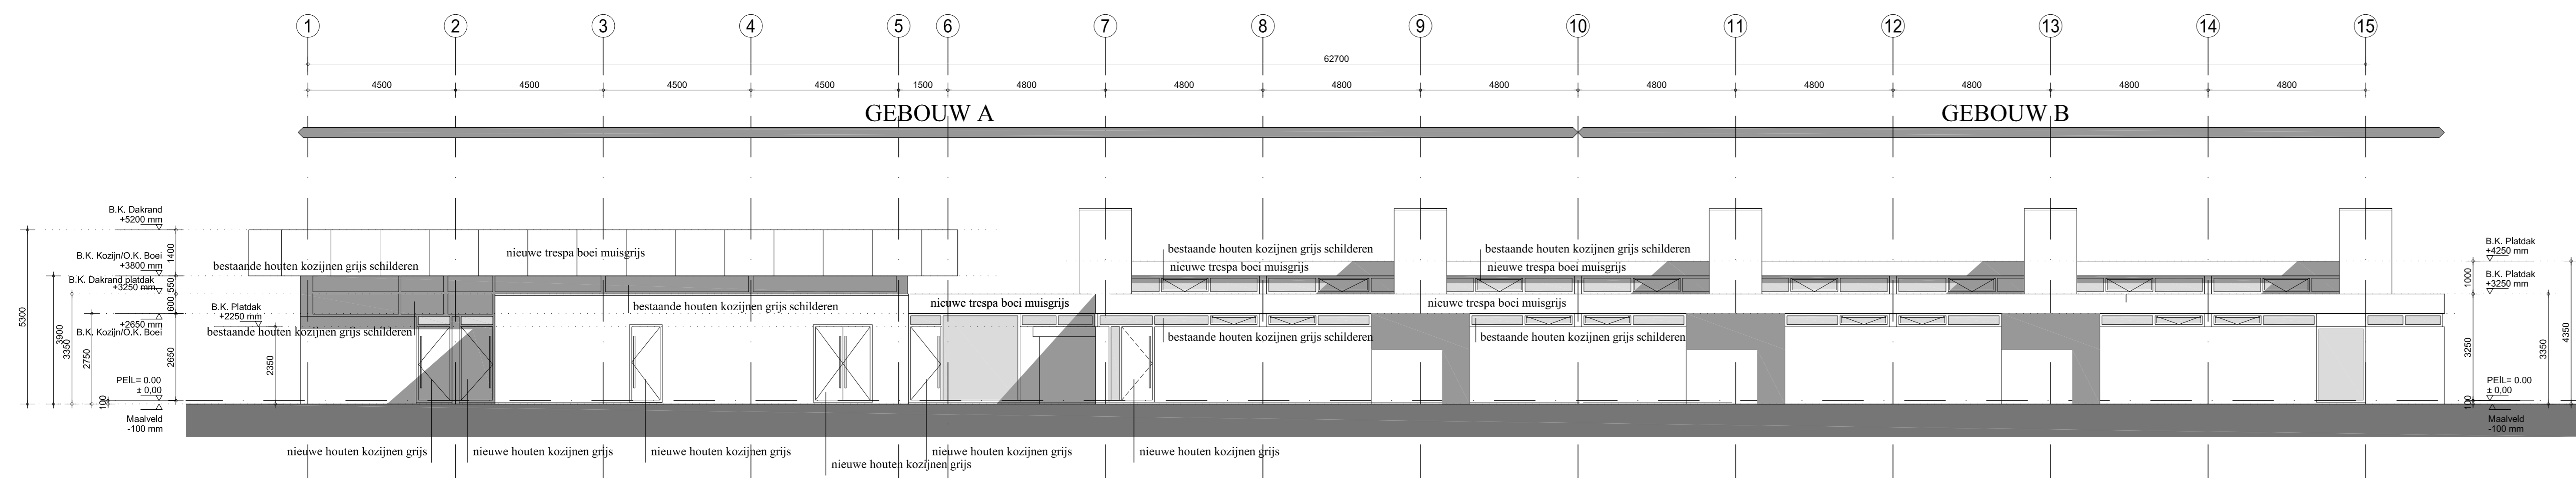 1 2 3 4 5 6 7 8 9 10 11 12 13 14 15
62700
4500 4500 4500 4500 1500 4800 4800 4800 4800 4800 4800 4800 4800 4800
GEBOUW A
GEBOUW B
B.K. Dakrand
+5200 mm
B.K. Kozijn/O.K. Boei
+3800 mm
B.K. Dakrand platdak
+3250 mm
B.K. Platdak
+2250 mm
+2650 mm
B.K. Kozijn/O.K. Boei
PEIL= 0.00
± 0.00
Maaiveld
-100 mm
5300
3900
3350
2750
100
1400
550
600
2650
2350
nieuwe trespa boei muisgrijs
bestaande houten kozijnen grijs schilderen
bestaande houten kozijnen grijs schilderen
bestaande houten kozijnen grijs schilderen
nieuwe trespa boei muisgrijs
bestaande houten kozijnen grijs schilderen
nieuwe trespa boei muisgrijs
bestaande houten kozijnen grijs schilderen
nieuwe trespa boei muisgrijs
nieuwe trespa boei muisgrijs
bestaande houten kozijnen grijs schilderen
bestaande houten kozijnen grijs schilderen
nieuwe houten kozijnen grijs
nieuwe houten kozijnen grijs
nieuwe houten kozijnen grijs
nieuwe houten kozijnen grijs
nieuwe houten kozijnen grijs
nieuwe houten kozijnen grijs
B.K. Platdak
+4250 mm
B.K. Platdak
+3250 mm
PEIL= 0.00
± 0.00
Maaiveld
-100 mm
10000
3250
100
3350
4350